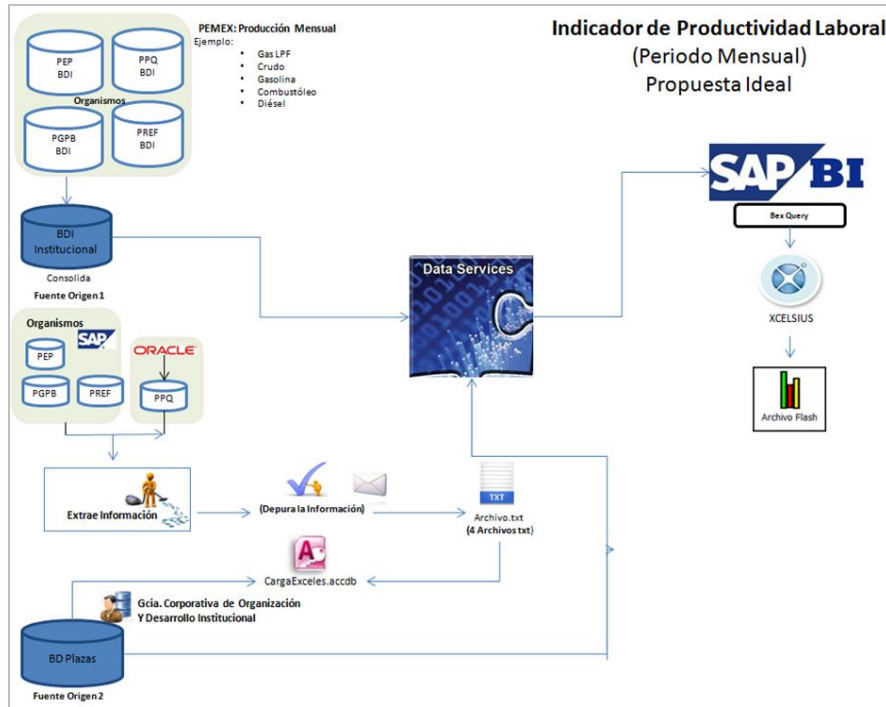 PEMEX: Producción Mensual
Ejemplo:
• Gas LPF
• Crudo
• Gasolina
• Combustóleo
• Diésel
Indicador de Productividad Laboral
(Periodo Mensual)
Propuesta Ideal
PEP
BDI
PPQ
BDI
Organismos
PGPB
BDI
PREF
BDI
BDI
Institucional
Consolida
Fuente Origen 1
Data Services
SAP BI
Bex Query
XCELSIUS
Archivo Flash
Organismos
SAP
ORACLE
PEP
PGPB
PREF
PPQ
Extrae Información
(Depura la Información)
TXT
Archivo.txt
(4 Archivos txt)
A
CargaExceles.accdb
Gcia. Corporativa de Organización
Y Desarrollo Institucional
BD Plazas
Fuente Origen 2